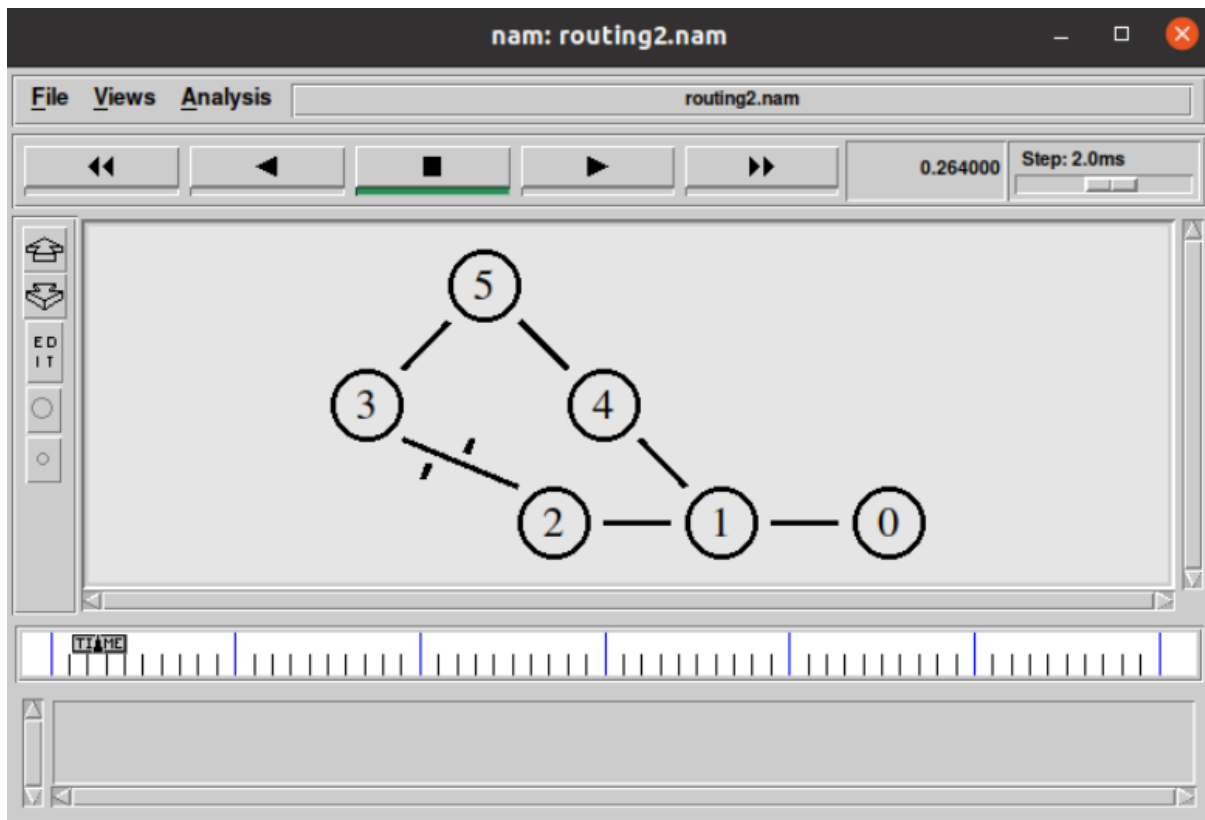 nam: routing2.nam
File Views Analysis routing2.nam
0.264000 Step: 2.0ms
5
ED
IT
3 4
2 1 0
TIME